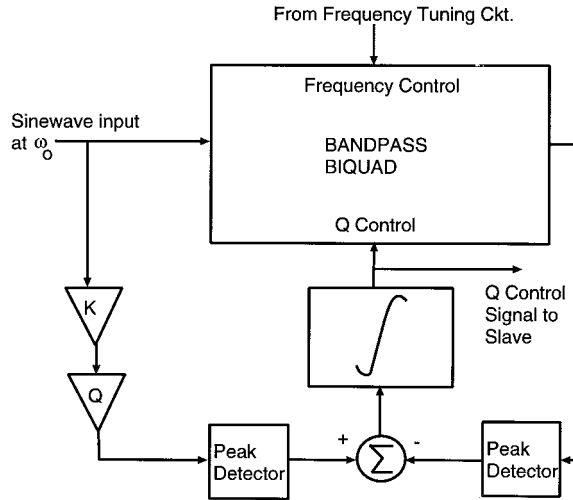 From Frequency Tuning Ckt.
Frequency Control
Sinewave input
at ωo
BANDPASS
BIQUAD
Q Control
Q Control
Signal to
Slave
K
Q
Peak
Detector
+
Σ
-
Peak
Detector